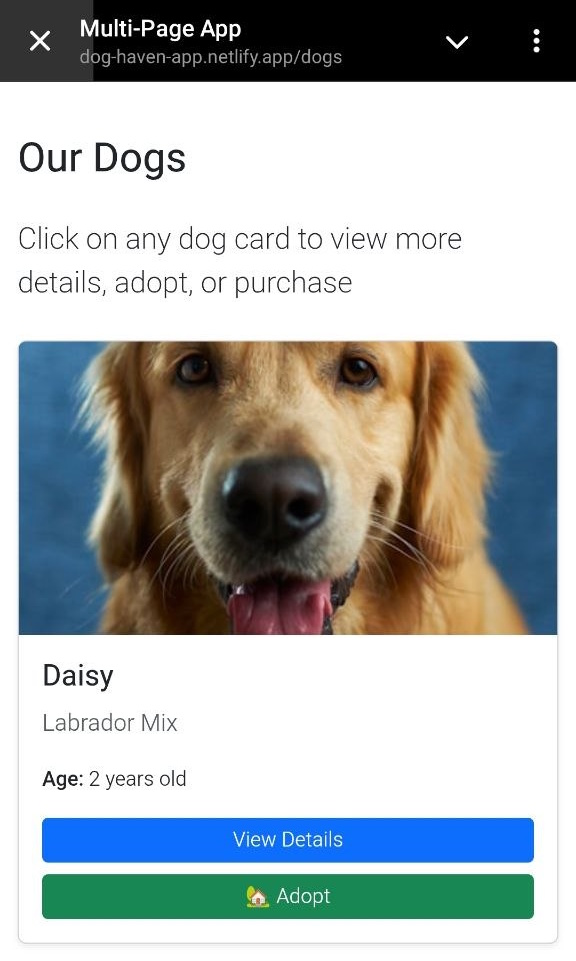 Multi-Page App
dog-haven-app.netlify.app/dogs
Our Dogs
Click on any dog card to view more
details, adopt, or purchase
Daisy
Labrador Mix
Age: 2 years old
View Details
🏡 Adopt